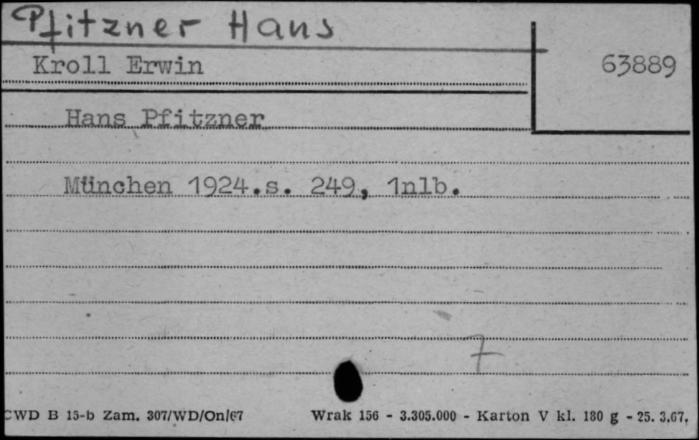 Pfitzner Hans
Kroll Erwin
63889
Hans Pfitzner
München 1924.s. 249, 1nlb.
7
CWD B 15-b Zam. 307/WD/On/67 Wrak 156 - 3.305.000 - Karton V kl. 180 g - 25. 3.67.